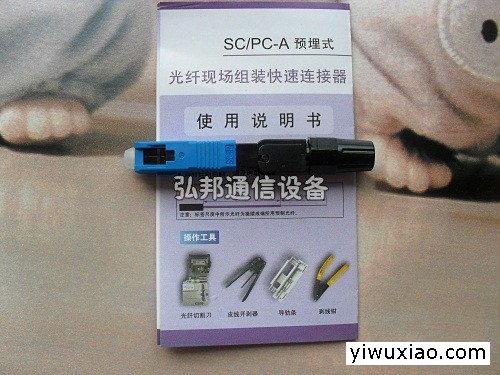 SC/PC-A 预埋式
光纤现场组装快速连接器
使用说明书
弘邦通信设备
操作工具
光纤切割刀
皮线开剥器
导轨条
剥线钳
yiwuxiao.com